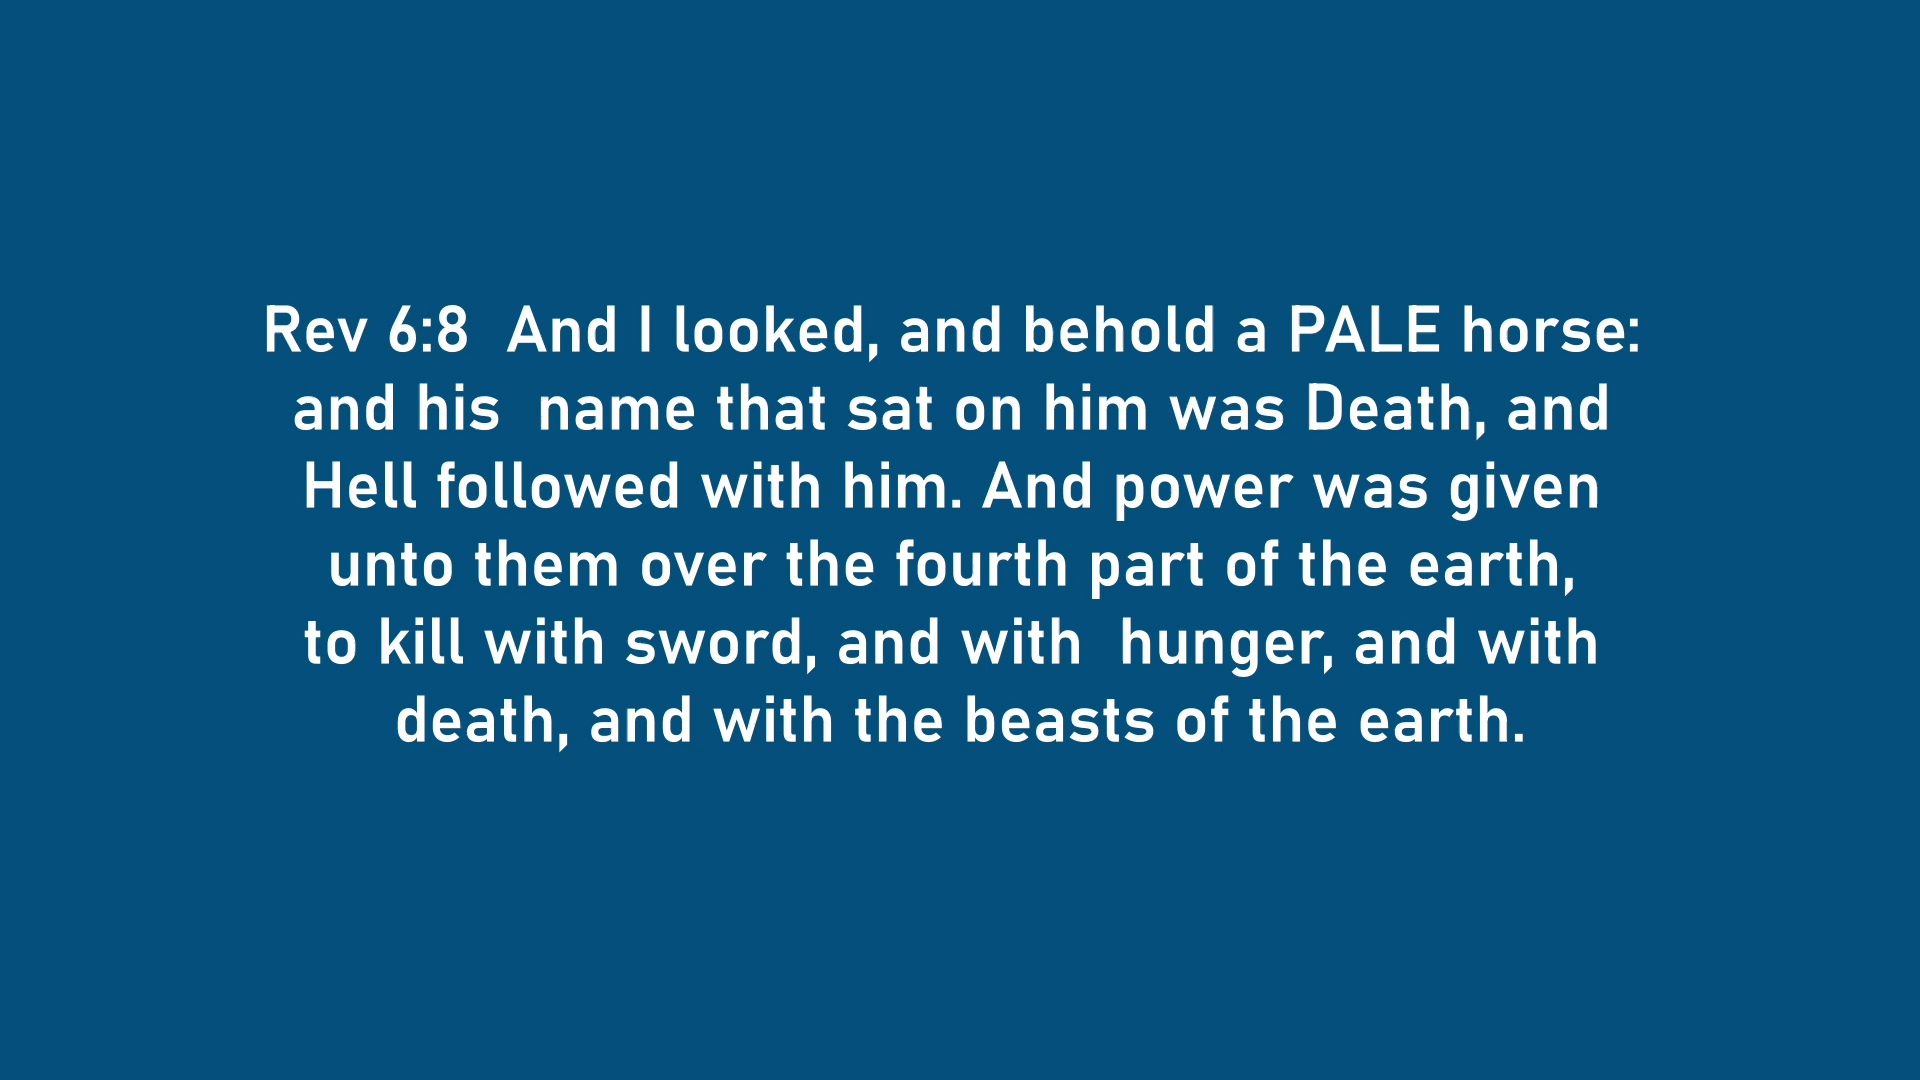 Rev 6:8  And I looked, and behold a PALE horse:
and his  name that sat on him was Death, and
Hell followed with him. And power was given
unto them over the fourth part of the earth,
to kill with sword, and with  hunger, and with
death, and with the beasts of the earth.